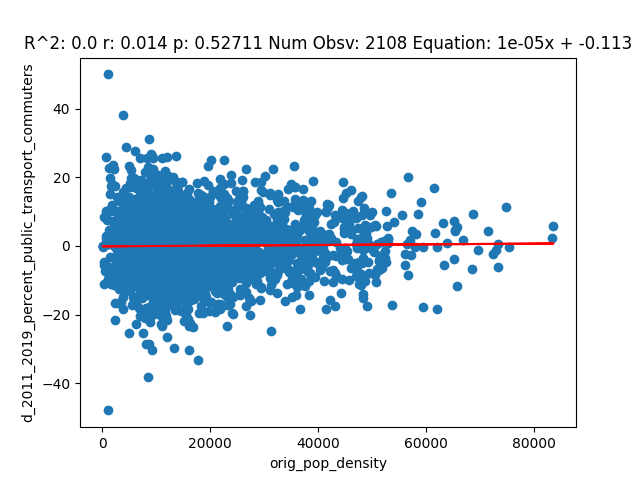 R^2: 0.0 r: 0.014 p: 0.52711 Num Obsv: 2108 Equation: 1e-05x + -0.113
d_2011_2019_percent_public_transport_commuters
40
20
0
−20
−40
0 20000 40000 60000 80000
orig_pop_density